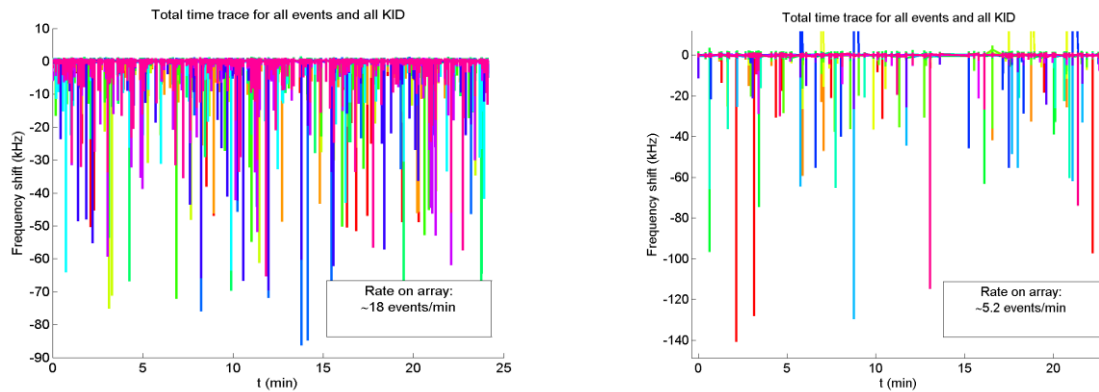 Total time trace for all events and all KID
10
0
-10
-20
-30
-40
-50
-60
-70
-80
-90
Frequency shift (kHz)
Rate on array:
~18 events/min
0 5 10 15 20 25
t (min)
Total time trace for all events and all KID
0
-20
-40
-60
-80
-100
-120
-140
Frequency shift (kHz)
Rate on array:
~5.2 events/min
0 5 10 15 20
t (min)